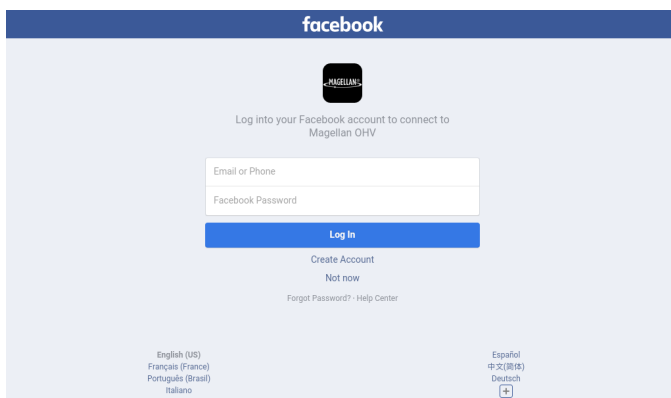 facebook
MAGELLAN
Log into your Facebook account to connect to
Magellan OHV
Email or Phone
Facebook Password
Log In
Create Account
Not now
Forgot Password? · Help Center
English (US)
Español
Français (France)
中文(简体)
Português (Brasil)
Deutsch
Italiano
+